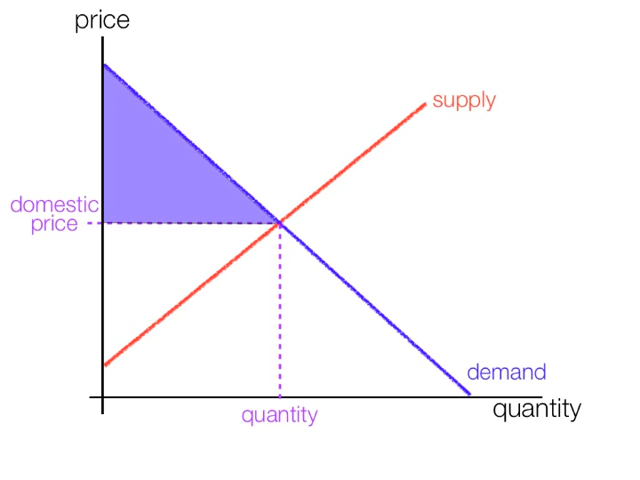 price
supply
domestic
price
demand
quantity
quantity